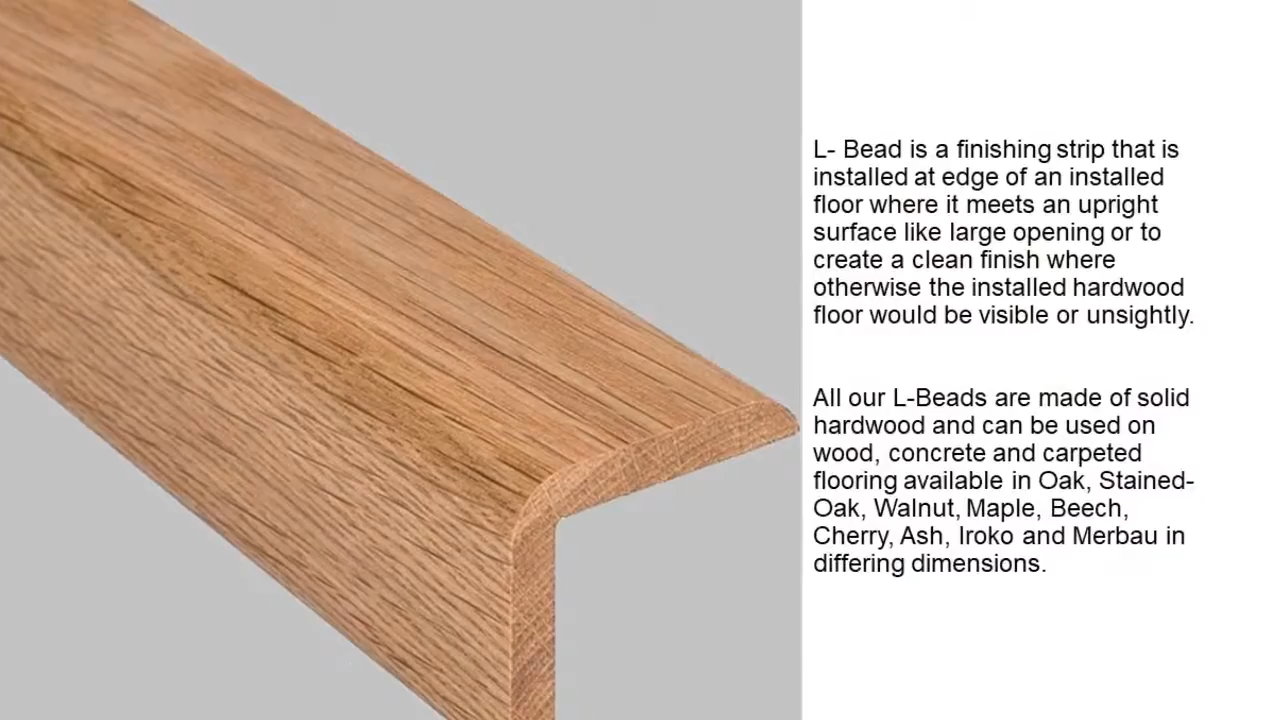 L- Bead is a finishing strip that is
installed at edge of an installed
floor where it meets an upright
surface like large opening or to
create a clean finish where
otherwise the installed hardwood
floor would be visible or unsightly.
All our L-Beads are made of solid
hardwood and can be used on
wood, concrete and carpeted
flooring available in Oak, Stained-
Oak, Walnut, Maple, Beech,
Cherry, Ash, Iroko and Merbau in
differing dimensions.